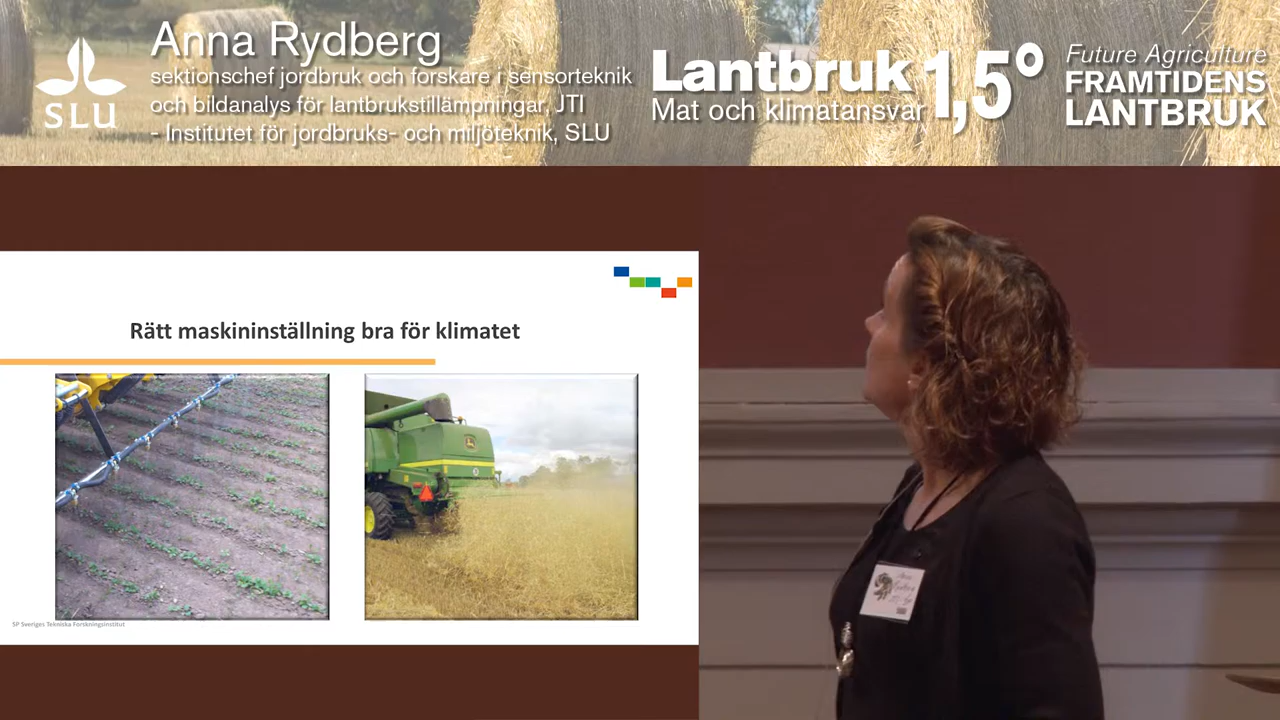 Anna Rydberg
sektionschef jordbruk och forskare i sensorteknik
och bildanalys för lantbrukstillämpningar, JTI
- Institutet för jordbruks- och miljöteknik, SLU
SLU
Lantbruk 1,5°
Mat och klimatansvar
Future Agriculture
FRAMTIDENS
LANTBRUK
Rätt maskininställning bra för klimatet
SP Sveriges Tekniska Forskningsinstitut